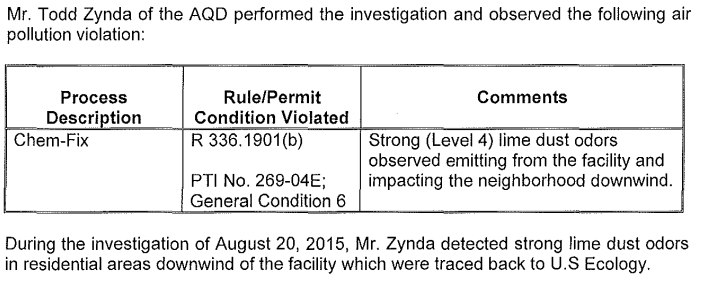 Mr. Todd Zynda of the AQD performed the investigation and observed the following air
pollution violation:
Process
Description
Rule/Permit
Condition Violated
Comments
Chem-Fix
R 336.1901(b)
PTI No. 269-04E;
General Condition 6
Strong (Level 4) lime dust odors
observed emitting from the facility and
impacting the neighborhood downwind.
During the investigation of August 20, 2015, Mr. Zynda detected strong lime dust odors
in residential areas downwind of the facility which were traced back to U.S Ecology.